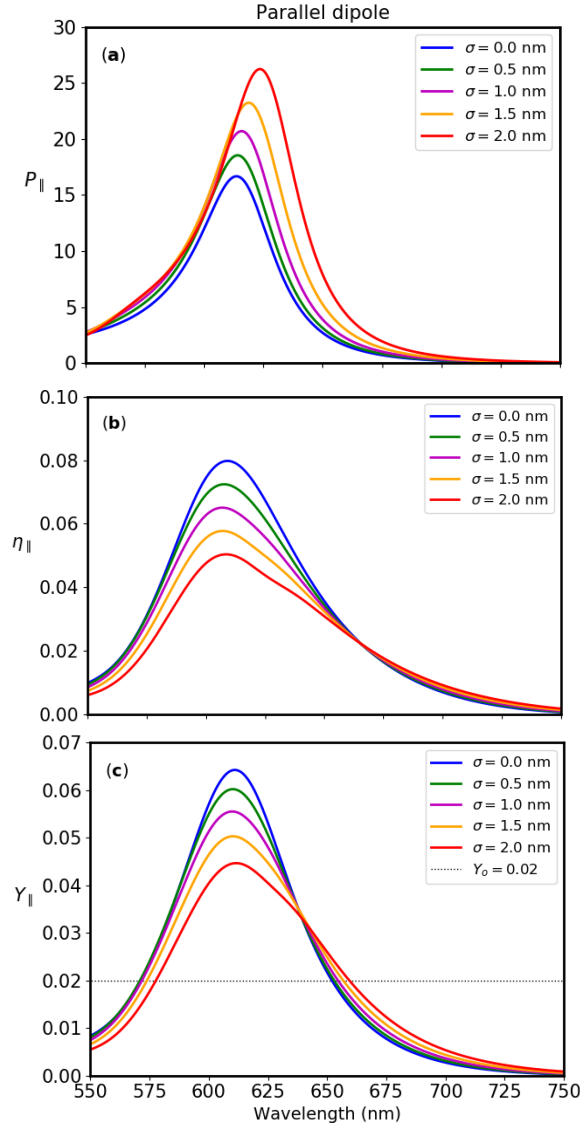 Parallel dipole
30
25
20
15
10
5
0
P∥
(a)
σ = 0.0 nm
σ = 0.5 nm
σ = 1.0 nm
σ = 1.5 nm
σ = 2.0 nm
0.10
0.08
0.06
0.04
0.02
0.00
η∥
(b)
σ = 0.0 nm
σ = 0.5 nm
σ = 1.0 nm
σ = 1.5 nm
σ = 2.0 nm
0.07
0.06
0.05
0.04
0.03
0.02
0.01
0.00
Y∥
(c)
σ = 0.0 nm
σ = 0.5 nm
σ = 1.0 nm
σ = 1.5 nm
σ = 2.0 nm
Yo = 0.02
550 575 600 625 650 675 700 725 750
Wavelength (nm)